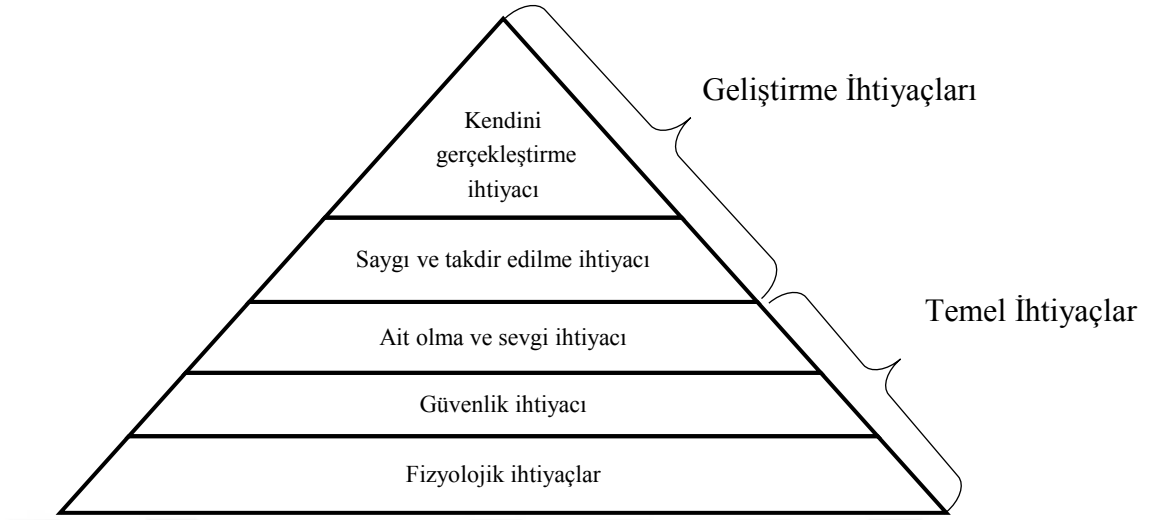 Geliştirme İhtiyaçları
Kendini
gerçekleştirme
ihtiyacı
Saygı ve takdir edilme ihtiyacı
Temel İhtiyaçlar
Ait olma ve sevgi ihtiyacı
Güvenlik ihtiyacı
Fizyolojik ihtiyaçlar